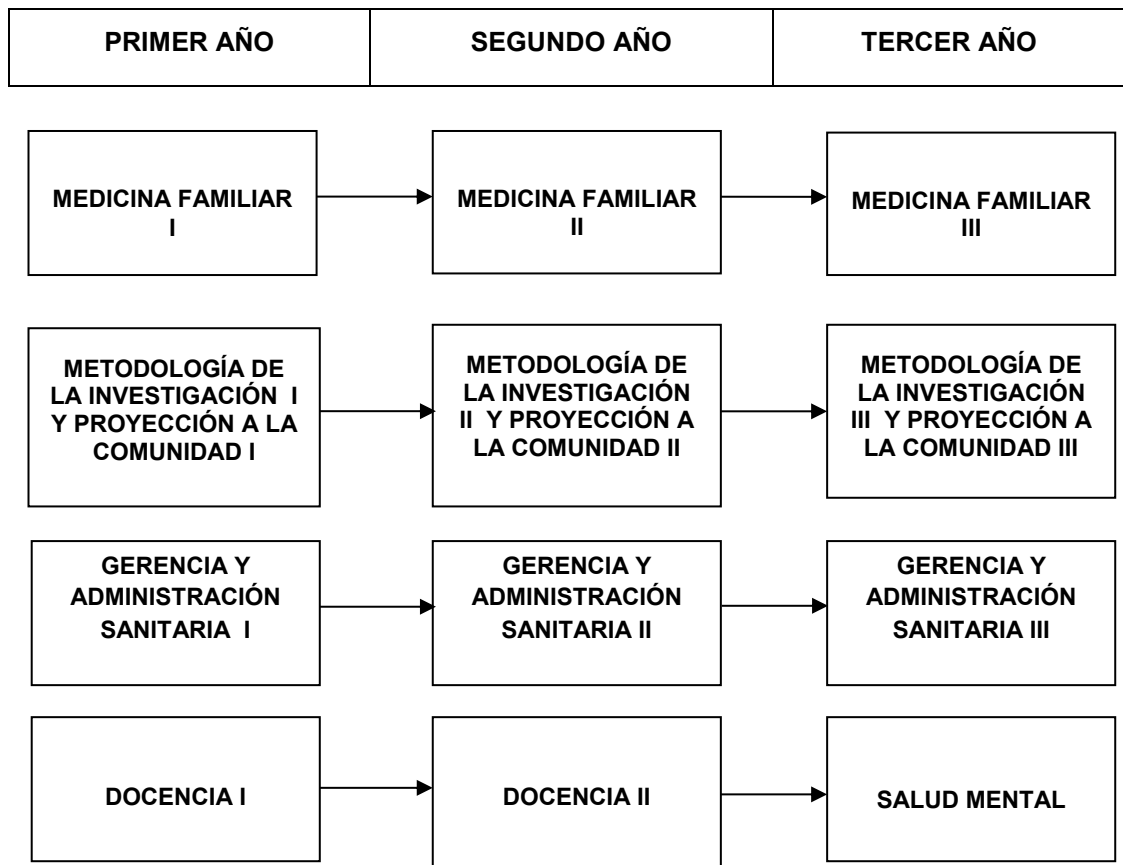 PRIMER AÑO
SEGUNDO AÑO
TERCER AÑO
MEDICINA FAMILIAR
I
MEDICINA FAMILIAR
II
MEDICINA FAMILIAR
III
METODOLOGÍA DE
LA INVESTIGACIÓN I
Y PROYECCIÓN A LA
COMUNIDAD I
METODOLOGÍA DE
LA INVESTIGACIÓN
II Y PROYECCIÓN A
LA COMUNIDAD II
METODOLOGÍA DE
LA INVESTIGACIÓN
III Y PROYECCIÓN A
LA COMUNIDAD III
GERENCIA Y
ADMINISTRACIÓN
SANITARIA I
GERENCIA Y
ADMINISTRACIÓN
SANITARIA II
GERENCIA Y
ADMINISTRACIÓN
SANITARIA III
DOCENCIA I
DOCENCIA II
SALUD MENTAL